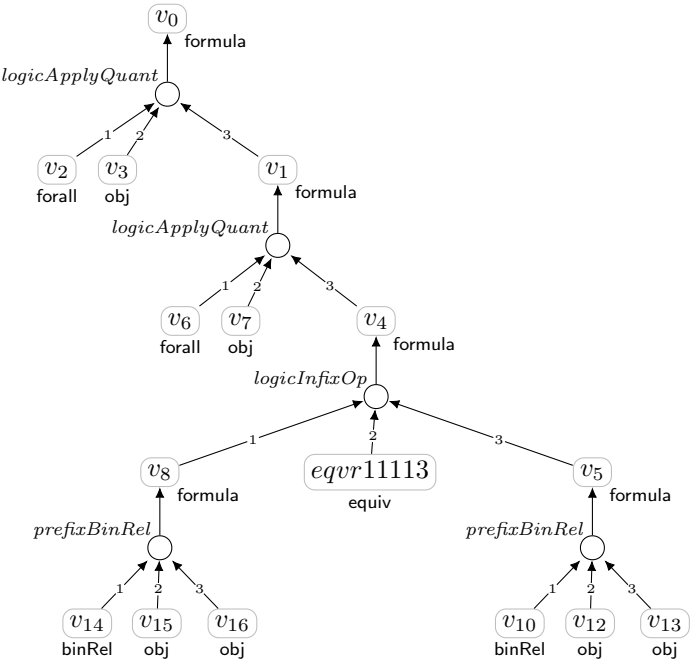 v0
formula
logicApplyQuant
1 2 3
v2 v3 v1
forall obj formula
logicApplyQuant
1 2 3
v6 v7 v4
forall obj formula
logicInfixOp
1 2 3
v8 eqvr11113 v5
formula equiv formula
prefixBinRel prefixBinRel
1 2 3 1 2 3
v14 v15 v16 v10 v12 v13
binRel obj obj binRel obj obj